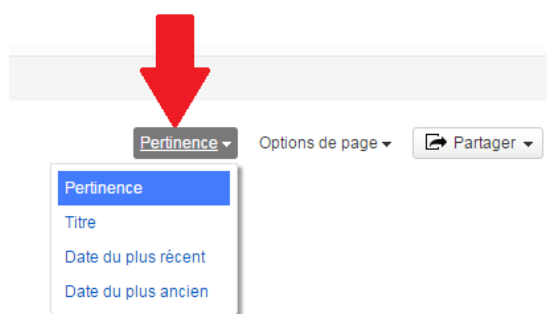 Pertinence Options de page Partager
Pertinence
Titre
Date du plus récent
Date du plus ancien